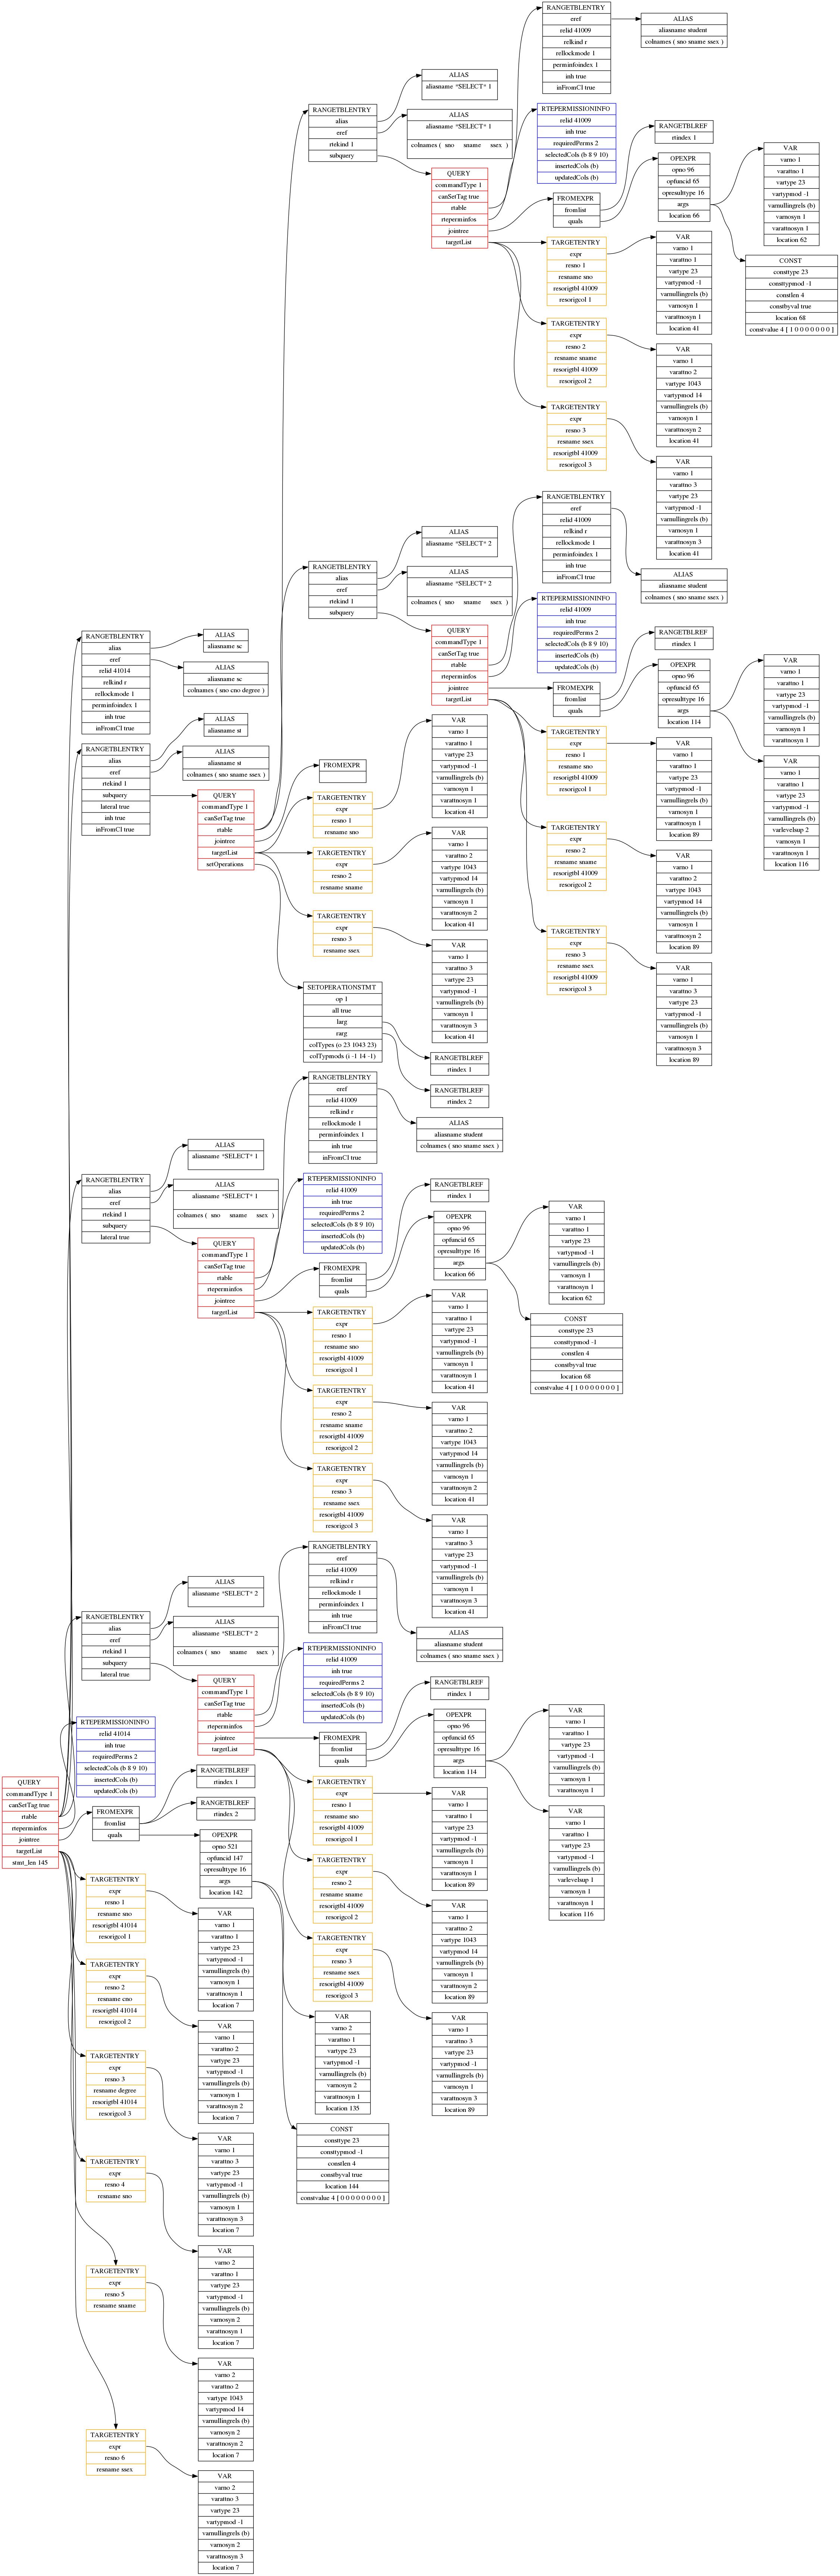 RANGETBLENTRY
eref
relid 41009
relkind r
rellockmode 1
perminfoindex 1
inh true
inFromCl true
ALIAS
aliasname student
colnames ( sno sname ssex )
ALIAS
aliasname *SELECT* 1
RANGETBLENTRY
alias
eref
rtekind 1
subquery
ALIAS
aliasname *SELECT* 1
colnames ( sno sname ssex )
RTEPERMISSIONINFO
relid 41009
inh true
requiredPerms 2
selectedCols (b 8 9 10)
insertedCols (b)
updatedCols (b)
RANGETBLREF
rtindex 1
QUERY
commandType 1
canSetTag true
rtable
rteperminfos
jointree
targetList
FROMEXPR
fromlist
quals
OPEXPR
opno 96
opfuncid 65
opresulttype 16
args
location 66
VAR
varno 1
varattno 1
vartype 23
vartypmod -1
varnullingrels (b)
varnosyn 1
varattnosyn 1
location 62
CONST
consttype 23
consttypmod -1
constlen 4
constbyval true
location 68
constvalue 4 [ 1 0 0 0 0 0 0 0 ]
TARGETENTRY
expr
resno 1
resname sno
resorigtbl 41009
resorigcol 1
VAR
varno 1
varattno 1
vartype 23
vartypmod -1
varnullingrels (b)
varnosyn 1
varattnosyn 1
location 41
TARGETENTRY
expr
resno 2
resname sname
resorigtbl 41009
resorigcol 2
VAR
varno 1
varattno 2
vartype 1043
vartypmod 14
varnullingrels (b)
varnosyn 1
varattnosyn 2
location 41
TARGETENTRY
expr
resno 3
resname ssex
resorigtbl 41009
resorigcol 3
VAR
varno 1
varattno 3
vartype 23
vartypmod -1
varnullingrels (b)
varnosyn 1
varattnosyn 3
location 41
RANGETBLENTRY
eref
relid 41009
relkind r
rellockmode 1
perminfoindex 1
inh true
inFromCl true
ALIAS
aliasname student
colnames ( sno sname ssex )
ALIAS
aliasname *SELECT* 2
RANGETBLENTRY
alias
eref
rtekind 1
subquery
ALIAS
aliasname *SELECT* 2
colnames ( sno sname ssex )
RTEPERMISSIONINFO
relid 41009
inh true
requiredPerms 2
selectedCols (b 8 9 10)
insertedCols (b)
updatedCols (b)
QUERY
commandType 1
canSetTag true
rtable
rteperminfos
jointree
targetList
RANGETBLREF
rtindex 1
FROMEXPR
fromlist
quals
OPEXPR
opno 96
opfuncid 65
opresulttype 16
args
location 114
VAR
varno 1
varattno 1
vartype 23
vartypmod -1
varnullingrels (b)
varnosyn 1
varattnosyn 1
VAR
varno 1
varattno 1
vartype 23
vartypmod -1
varnullingrels (b)
varlevelsup 2
varnosyn 1
varattnosyn 1
location 116
TARGETENTRY
expr
resno 1
resname sno
resorigtbl 41009
resorigcol 1
VAR
varno 1
varattno 1
vartype 23
vartypmod -1
varnullingrels (b)
varnosyn 1
varattnosyn 1
location 89
TARGETENTRY
expr
resno 2
resname sname
resorigtbl 41009
resorigcol 2
VAR
varno 1
varattno 2
vartype 1043
vartypmod 14
varnullingrels (b)
varnosyn 1
varattnosyn 2
location 89
TARGETENTRY
expr
resno 3
resname ssex
resorigtbl 41009
resorigcol 3
VAR
varno 1
varattno 3
vartype 23
vartypmod -1
varnullingrels (b)
varnosyn 1
varattnosyn 3
location 89
RANGETBLENTRY
alias
eref
relid 41014
relkind r
rellockmode 1
perminfoindex 1
inh true
inFromCl true
ALIAS
aliasname sc
ALIAS
aliasname sc
colnames ( sno cno degree )
RANGETBLENTRY
alias
eref
rtekind 1
subquery
lateral true
inh true
inFromCl true
ALIAS
aliasname st
ALIAS
aliasname st
colnames ( sno sname ssex )
QUERY
commandType 1
canSetTag true
rtable
jointree
targetList
setOperations
FROMEXPR
TARGETENTRY
expr
resno 1
resname sno
VAR
varno 1
varattno 1
vartype 23
vartypmod -1
varnullingrels (b)
varnosyn 1
varattnosyn 1
location 41
TARGETENTRY
expr
resno 2
resname sname
VAR
varno 1
varattno 2
vartype 1043
vartypmod 14
varnullingrels (b)
varnosyn 1
varattnosyn 2
location 41
TARGETENTRY
expr
resno 3
resname ssex
VAR
varno 1
varattno 3
vartype 23
vartypmod -1
varnullingrels (b)
varnosyn 1
varattnosyn 3
location 41
SETOPERATIONSTMT
op 1
all true
larg
rarg
colTypes (o 23 1043 23)
colTypmods (i -1 14 -1)
RANGETBLREF
rtindex 1
RANGETBLREF
rtindex 2
RANGETBLENTRY
eref
relid 41009
relkind r
rellockmode 1
perminfoindex 1
inh true
inFromCl true
ALIAS
aliasname student
colnames ( sno sname ssex )
ALIAS
aliasname *SELECT* 1
RANGETBLENTRY
alias
eref
rtekind 1
subquery
lateral true
ALIAS
aliasname *SELECT* 1
colnames ( sno sname ssex )
RTEPERMISSIONINFO
relid 41009
inh true
requiredPerms 2
selectedCols (b 8 9 10)
insertedCols (b)
updatedCols (b)
QUERY
commandType 1
canSetTag true
rtable
rteperminfos
jointree
targetList
RANGETBLREF
rtindex 1
FROMEXPR
fromlist
quals
OPEXPR
opno 96
opfuncid 65
opresulttype 16
args
location 66
VAR
varno 1
varattno 1
vartype 23
vartypmod -1
varnullingrels (b)
varnosyn 1
varattnosyn 1
location 62
CONST
consttype 23
consttypmod -1
constlen 4
constbyval true
location 68
constvalue 4 [ 1 0 0 0 0 0 0 0 ]
TARGETENTRY
expr
resno 1
resname sno
resorigtbl 41009
resorigcol 1
VAR
varno 1
varattno 1
vartype 23
vartypmod -1
varnullingrels (b)
varnosyn 1
varattnosyn 1
location 41
TARGETENTRY
expr
resno 2
resname sname
resorigtbl 41009
resorigcol 2
VAR
varno 1
varattno 2
vartype 1043
vartypmod 14
varnullingrels (b)
varnosyn 1
varattnosyn 2
location 41
TARGETENTRY
expr
resno 3
resname ssex
resorigtbl 41009
resorigcol 3
VAR
varno 1
varattno 3
vartype 23
vartypmod -1
varnullingrels (b)
varnosyn 1
varattnosyn 3
location 41
RANGETBLENTRY
eref
relid 41009
relkind r
rellockmode 1
perminfoindex 1
inh true
inFromCl true
ALIAS
aliasname student
colnames ( sno sname ssex )
ALIAS
aliasname *SELECT* 2
RANGETBLENTRY
alias
eref
rtekind 1
subquery
lateral true
ALIAS
aliasname *SELECT* 2
colnames ( sno sname ssex )
RTEPERMISSIONINFO
relid 41009
inh true
requiredPerms 2
selectedCols (b 8 9 10)
insertedCols (b)
updatedCols (b)
QUERY
commandType 1
canSetTag true
rtable
rteperminfos
jointree
targetList
RANGETBLREF
rtindex 1
FROMEXPR
fromlist
quals
OPEXPR
opno 96
opfuncid 65
opresulttype 16
args
location 114
VAR
varno 1
varattno 1
vartype 23
vartypmod -1
varnullingrels (b)
varnosyn 1
varattnosyn 1
VAR
varno 1
varattno 1
vartype 23
vartypmod -1
varnullingrels (b)
varlevelsup 1
varnosyn 1
varattnosyn 1
location 116
TARGETENTRY
expr
resno 1
resname sno
resorigtbl 41009
resorigcol 1
VAR
varno 1
varattno 1
vartype 23
vartypmod -1
varnullingrels (b)
varnosyn 1
varattnosyn 1
location 89
TARGETENTRY
expr
resno 2
resname sname
resorigtbl 41009
resorigcol 2
VAR
varno 1
varattno 2
vartype 1043
vartypmod 14
varnullingrels (b)
varnosyn 1
varattnosyn 2
location 89
TARGETENTRY
expr
resno 3
resname ssex
resorigtbl 41009
resorigcol 3
VAR
varno 1
varattno 3
vartype 23
vartypmod -1
varnullingrels (b)
varnosyn 1
varattnosyn 3
location 89
RTEPERMISSIONINFO
relid 41014
inh true
requiredPerms 2
selectedCols (b 8 9 10)
insertedCols (b)
updatedCols (b)
QUERY
commandType 1
canSetTag true
rtable
rteperminfos
jointree
targetList
stmt_len 145
FROMEXPR
fromlist
quals
RANGETBLREF
rtindex 1
RANGETBLREF
rtindex 2
OPEXPR
opno 521
opfuncid 147
opresulttype 16
args
location 142
VAR
varno 2
varattno 1
vartype 23
vartypmod -1
varnullingrels (b)
varnosyn 2
varattnosyn 1
location 135
CONST
consttype 23
consttypmod -1
constlen 4
constbyval true
location 144
constvalue 4 [ 0 0 0 0 0 0 0 0 ]
TARGETENTRY
expr
resno 1
resname sno
resorigtbl 41014
resorigcol 1
VAR
varno 1
varattno 1
vartype 23
vartypmod -1
varnullingrels (b)
varnosyn 1
varattnosyn 1
location 7
TARGETENTRY
expr
resno 2
resname cno
resorigtbl 41014
resorigcol 2
VAR
varno 1
varattno 2
vartype 23
vartypmod -1
varnullingrels (b)
varnosyn 1
varattnosyn 2
location 7
TARGETENTRY
expr
resno 3
resname degree
resorigtbl 41014
resorigcol 3
VAR
varno 1
varattno 3
vartype 23
vartypmod -1
varnullingrels (b)
varnosyn 1
varattnosyn 3
location 7
TARGETENTRY
expr
resno 4
resname sno
VAR
varno 2
varattno 1
vartype 23
vartypmod -1
varnullingrels (b)
varnosyn 2
varattnosyn 1
location 7
TARGETENTRY
expr
resno 5
resname sname
VAR
varno 2
varattno 2
vartype 1043
vartypmod 14
varnullingrels (b)
varnosyn 2
varattnosyn 2
location 7
TARGETENTRY
expr
resno 6
resname ssex
VAR
varno 2
varattno 3
vartype 23
vartypmod -1
varnullingrels (b)
varnosyn 2
varattnosyn 3
location 7